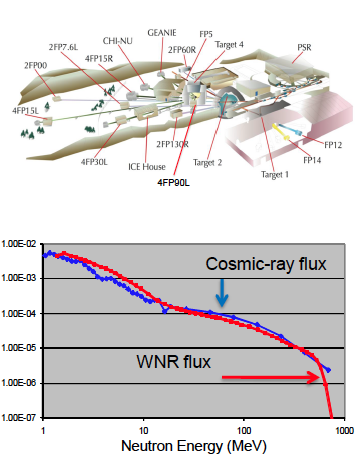 GEANIE
FP5
CHI-NU
2FP60R
Target 4
PSR
2FP7.6L
4FP15R
2FP00
4FP15L
4FP30L
ICE House
2FP130R
Target 2
4FP90L
Target 1
FP12
FP14
1.00E-02
1.00E-03
1.00E-04
1.00E-05
1.00E-06
1.00E-07
Cosmic-ray flux
WNR flux
1 10 100 1000
Neutron Energy (MeV)